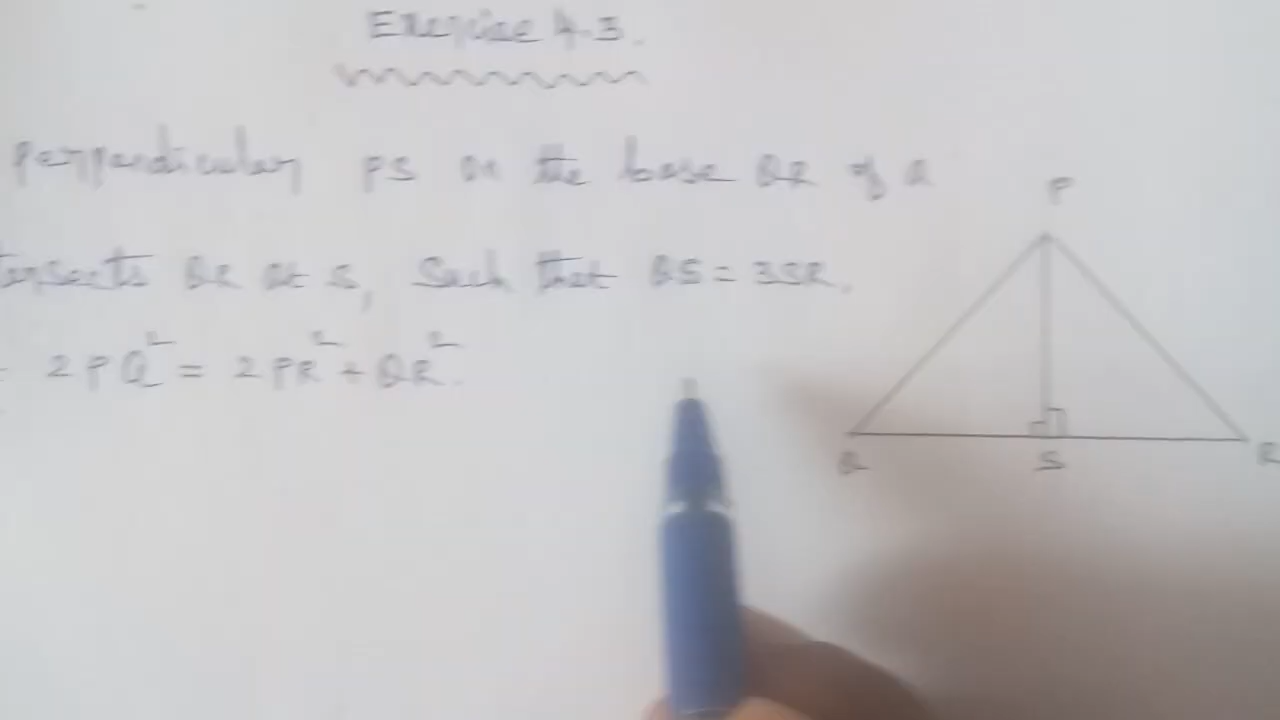 Exercise 4.3.
perpendicular PS on the base QR of a
tersects QR at S, Such that QS = 3SR.
2PQ² = 2PR² + QR².
P
Q S R